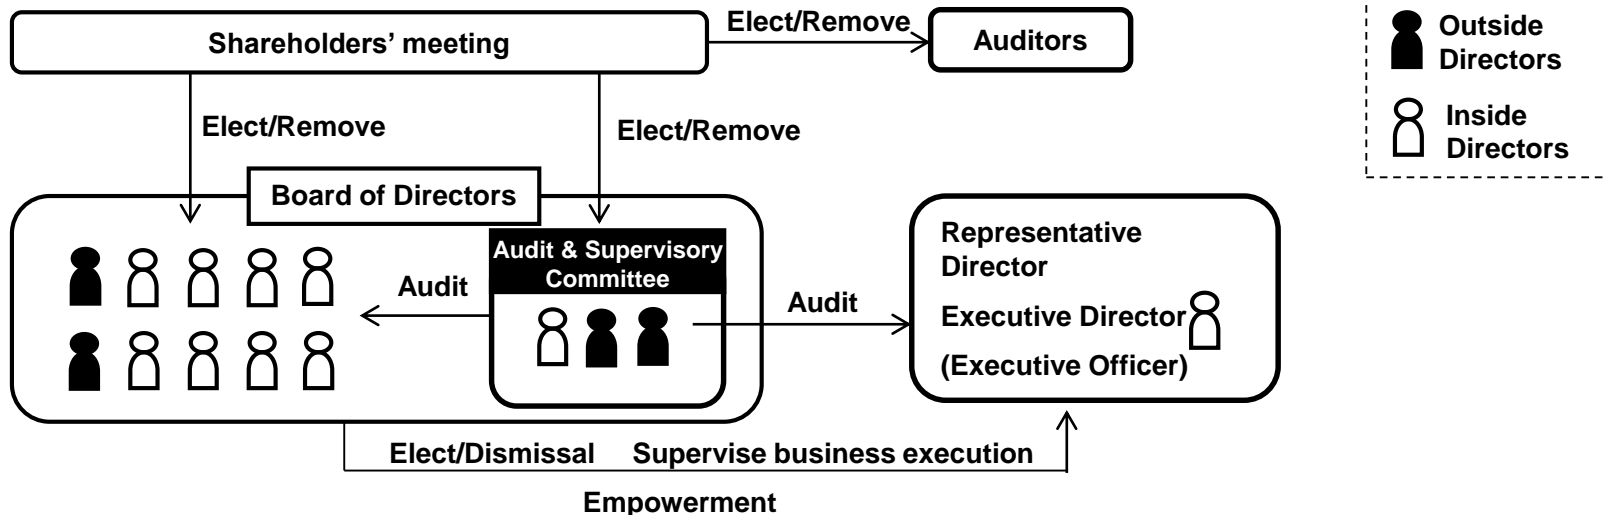 Shareholders’ meeting
Elect/Remove
Auditors
Outside
Directors
Inside
Directors
Elect/Remove
Elect/Remove
Board of Directors
Audit & Supervisory
Committee
Audit
Audit
Representative
Director
Executive Director
(Executive Officer)
Elect/Dismissal
Supervise business execution
Empowerment